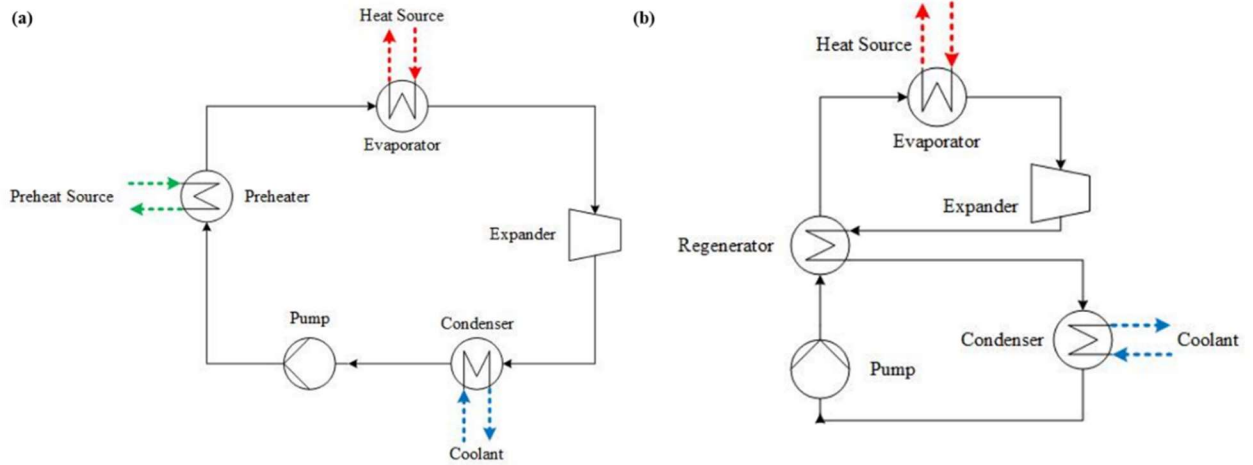 (a)
Heat Source
Evaporator
Preheat Source
Preheater
Expander
Pump
Condenser
Coolant
(b)
Heat Source
Evaporator
Expander
Regenerator
Condenser
Coolant
Pump